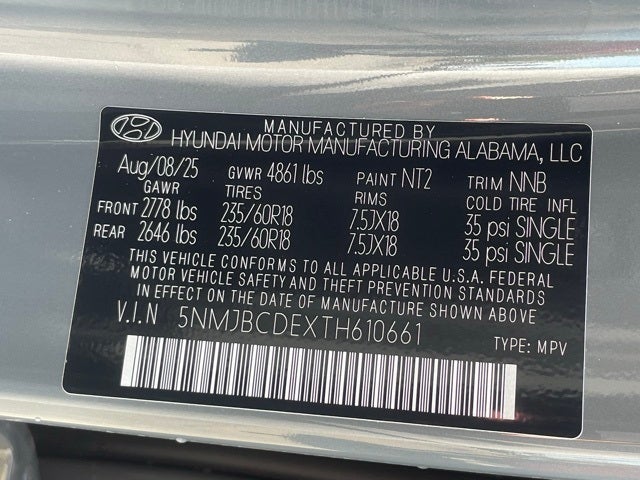 MANUFACTURED BY
HYUNDAI MOTOR MANUFACTURING ALABAMA, LLC
Aug/08/25 GVWR 4861 lbs PAINT NT2 TRIM NNB
GAWR TIRES RIMS COLD TIRE INFL
FRONT 2778 lbs 235/60R18 7.5JX18 35 psi SINGLE
REAR 2646 lbs 235/60R18 7.5JX18 35 psi SINGLE
THIS VEHICLE CONFORMS TO ALL APPLICABLE U.S.A. FEDERAL
MOTOR VEHICLE SAFETY AND THEFT PREVENTION STANDARDS
IN EFFECT ON THE DATE OF MANUFACTURE SHOWN ABOVE.
V.I.N 5NMJBCDEXTH610661 TYPE: MPV